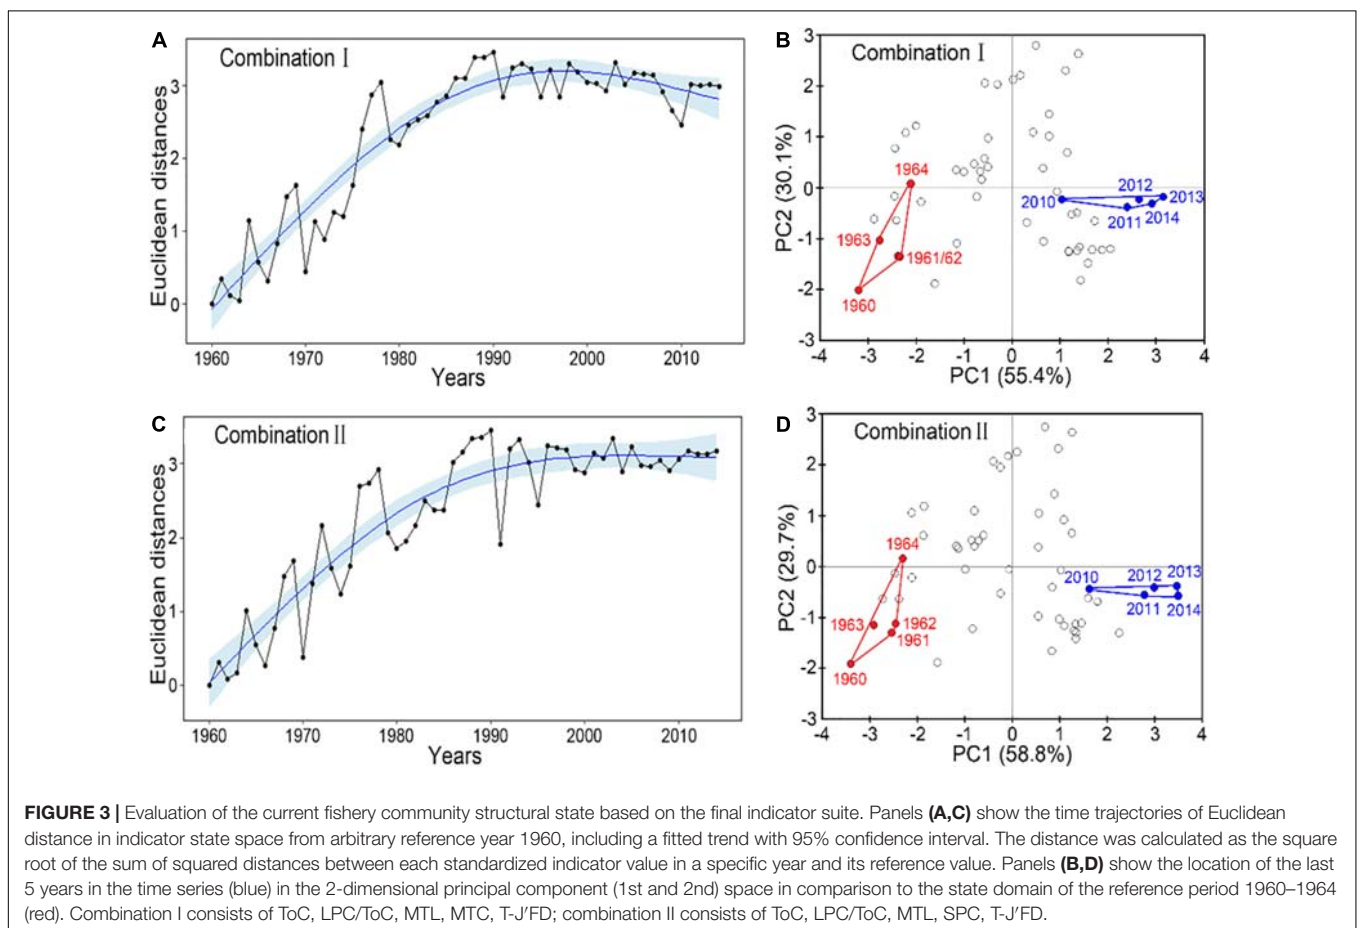 A
Combination I
Euclidean distances
3
2
1
0
1960 1970 1980 1990 2000 2010
Years
B
Combination I
PC2 (30.1%)
3
2
1
0
-1
-2
-3
1964
1963
1961/62
1960
2010
2012
2013
2011
2014
-4 -3 -2 -1 0 1 2 3 4
PC1 (55.4%)
C
Combination II
Euclidean distances
3
2
1
0
1960 1970 1980 1990 2000 2010
Years
D
Combination II
PC2 (29.7%)
3
2
1
0
-1
-2
-3
1964
1963
1962
1961
1960
2010
2012
2013
2011
2014
-4 -3 -2 -1 0 1 2 3 4
PC1 (58.8%)
FIGURE 3 | Evaluation of the current fishery community structural state based on the final indicator suite. Panels (A,C) show the time trajectories of Euclidean
distance in indicator state space from arbitrary reference year 1960, including a fitted trend with 95% confidence interval. The distance was calculated as the square
root of the sum of squared distances between each standardized indicator value in a specific year and its reference value. Panels (B,D) show the location of the last
5 years in the time series (blue) in the 2-dimensional principal component (1st and 2nd) space in comparison to the state domain of the reference period 1960–1964
(red). Combination I consists of ToC, LPC/ToC, MTL, MTC, T-J′FD; combination II consists of ToC, LPC/ToC, MTL, SPC, T-J′FD.